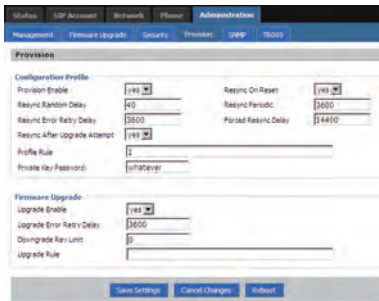 Status SIP Account Network Phone Administration
Management Firmware Upgrade Security Provision SNMP TR069
Provision
Configuration Profile
Provision Enable yes Resync On Reset yes
Resync Random Delay 40 Resync Periodic 3600
Resync Error Retry Delay 3600 Forced Resync Delay 14400
Resync After Upgrade Attempt yes
Profile Rule 1
Private Key Password: whatever
Firmware Upgrade
Upgrade Enable yes
Upgrade Error Retry Delay 3600
Downgrade Rev Limit 0
Upgrade Rule
Save Settings Cancel Changes Reboot